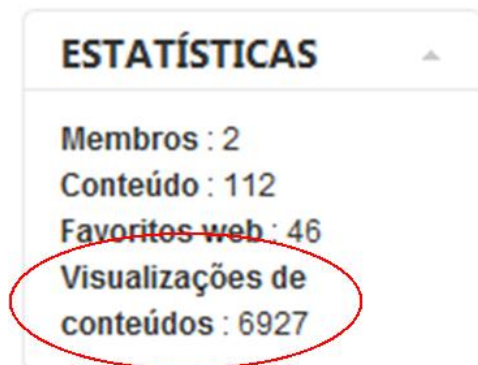 ESTATÍSTICAS
Membros : 2
Conteúdo : 112
Favoritos web : 46
Visualizações de
conteúdos : 6927